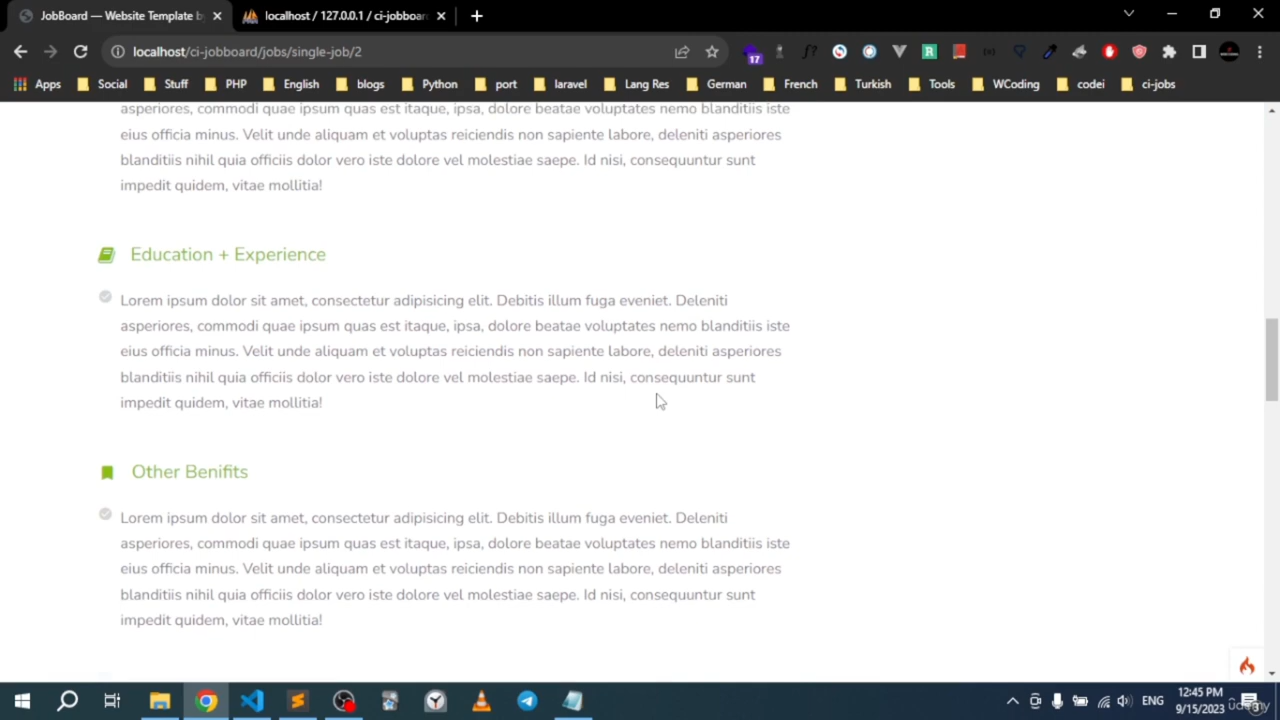 JobBoard — Website Template by
localhost / 127.0.0.1 / ci-jobboard
localhost/ci-jobboard/jobs/single-job/2
17
f?
R
Apps Social Stuff PHP English blogs Python port laravel Lang Res German French Turkish Tools WCoding codei ci-jobs
asperiores, commodi quae ipsum quas est itaque, ipsa, dolore beatae voluptates nemo blanditiis iste
eius officia minus. Velit unde aliquam et voluptas reiciendis non sapiente labore, deleniti asperiores
blanditiis nihil quia officiis dolor vero iste dolore vel molestiae saepe. Id nisi, consequuntur sunt
impedit quidem, vitae mollitia!
Education + Experience
Lorem ipsum dolor sit amet, consectetur adipisicing elit. Debitis illum fuga eveniet. Deleniti
asperiores, commodi quae ipsum quas est itaque, ipsa, dolore beatae voluptates nemo blanditiis iste
eius officia minus. Velit unde aliquam et voluptas reiciendis non sapiente labore, deleniti asperiores
blanditiis nihil quia officiis dolor vero iste dolore vel molestiae saepe. Id nisi, consequuntur sunt
impedit quidem, vitae mollitia!
Other Benifits
Lorem ipsum dolor sit amet, consectetur adipisicing elit. Debitis illum fuga eveniet. Deleniti
asperiores, commodi quae ipsum quas est itaque, ipsa, dolore beatae voluptates nemo blanditiis iste
eius officia minus. Velit unde aliquam et voluptas reiciendis non sapiente labore, deleniti asperiores
blanditiis nihil quia officiis dolor vero iste dolore vel molestiae saepe. Id nisi, consequuntur sunt
impedit quidem, vitae mollitia!
ENG
12:45 PM
9/15/2023
udemy